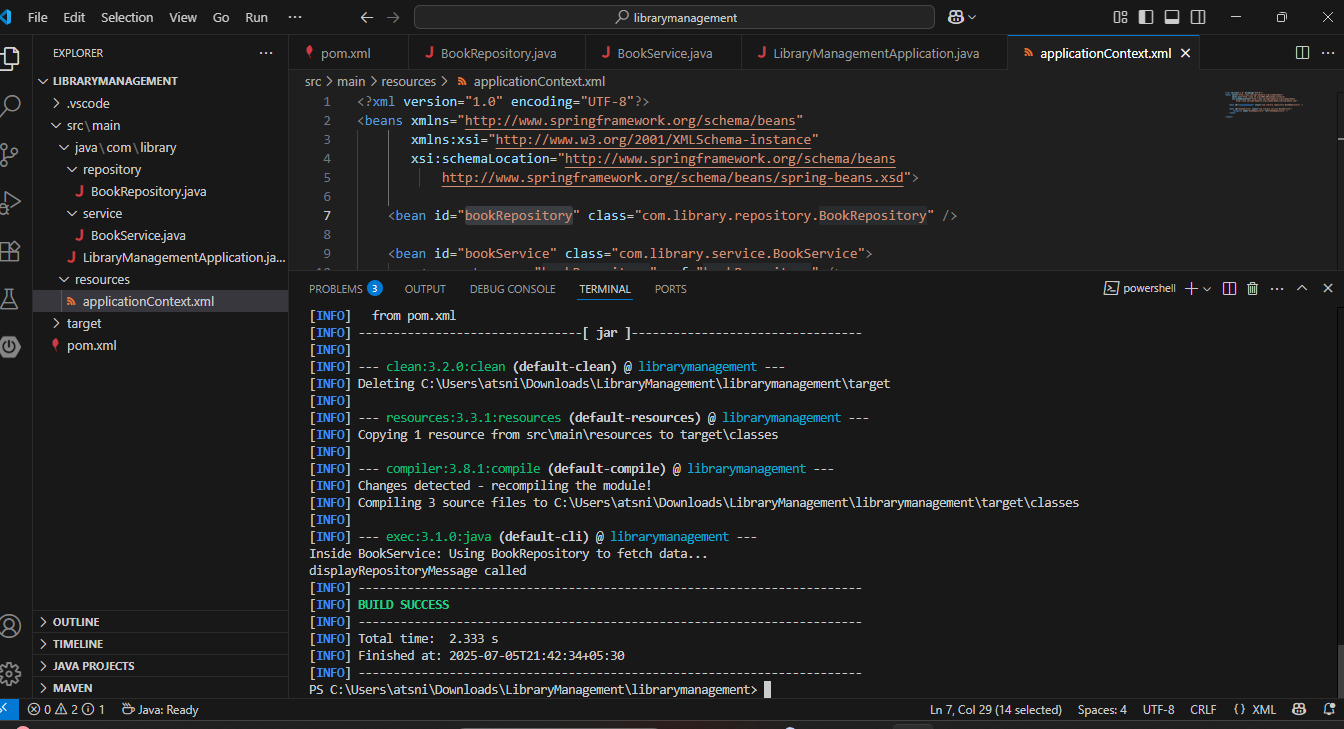 File Edit Selection View Go Run ··· librarymanagement
EXPLORER ···
LIBRARYMANAGEMENT
.vscode
src\main
java\com\library
repository
BookRepository.java
service
BookService.java
LibraryManagementApplication.ja...
resources
applicationContext.xml
target
pom.xml
OUTLINE
TIMELINE
JAVA PROJECTS
MAVEN
pom.xml BookRepository.java BookService.java LibraryManagementApplication.java applicationContext.xml
src > main > resources > applicationContext.xml
1 <?xml version="1.0" encoding="UTF-8"?>
2 <beans xmlns="http://www.springframework.org/schema/beans"
3 xmlns:xsi="http://www.w3.org/2001/XMLSchema-instance"
4 xsi:schemaLocation="http://www.springframework.org/schema/beans
5 http://www.springframework.org/schema/beans/spring-beans.xsd">
6
7 <bean id="bookRepository" class="com.library.repository.BookRepository" />
8
9 <bean id="bookService" class="com.library.service.BookService">
PROBLEMS 3 OUTPUT DEBUG CONSOLE TERMINAL PORTS powershell
[INFO] from pom.xml
[INFO] --------------------------------[ jar ]---------------------------------
[INFO]
[INFO] --- clean:3.2.0:clean (default-clean) @ librarymanagement ---
[INFO] Deleting C:\Users\atsni\Downloads\LibraryManagement\librarymanagement\target
[INFO]
[INFO] --- resources:3.3.1:resources (default-resources) @ librarymanagement ---
[INFO] Copying 1 resource from src\main\resources to target\classes
[INFO]
[INFO] --- compiler:3.8.1:compile (default-compile) @ librarymanagement ---
[INFO] Changes detected - recompiling the module!
[INFO] Compiling 3 source files to C:\Users\atsni\Downloads\LibraryManagement\librarymanagement\target\classes
[INFO]
[INFO] --- exec:3.1.0:java (default-cli) @ librarymanagement ---
Inside BookService: Using BookRepository to fetch data...
displayRepositoryMessage called
[INFO] ------------------------------------------------------------------------
[INFO] BUILD SUCCESS
[INFO] ------------------------------------------------------------------------
[INFO] Total time:  2.333 s
[INFO] Finished at: 2025-07-05T21:42:34+05:30
[INFO] ------------------------------------------------------------------------
PS C:\Users\atsni\Downloads\LibraryManagement\librarymanagement>
0 2 1 Java: Ready Ln 7, Col 29 (14 selected) Spaces: 4 UTF-8 CRLF {} XML